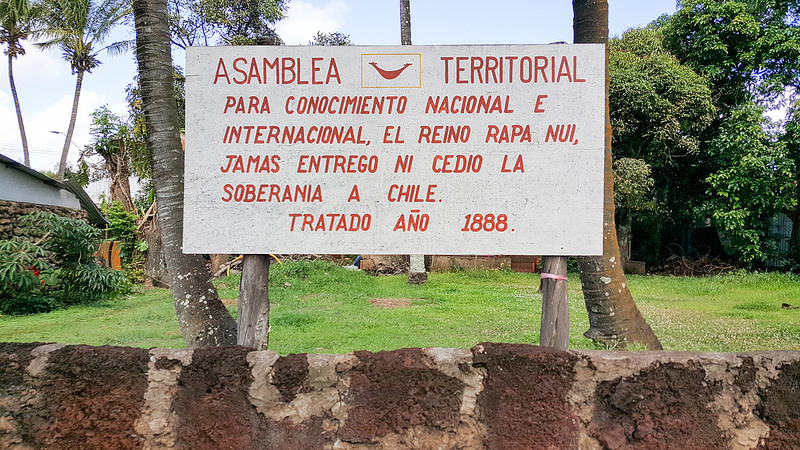 ASAMBLEA TERRITORIAL
PARA CONOCIMIENTO NACIONAL E
INTERNACIONAL, EL REINO RAPA NUI,
JAMAS ENTREGO NI CEDIO LA
SOBERANIA A CHILE.
TRATADO AÑO 1888.